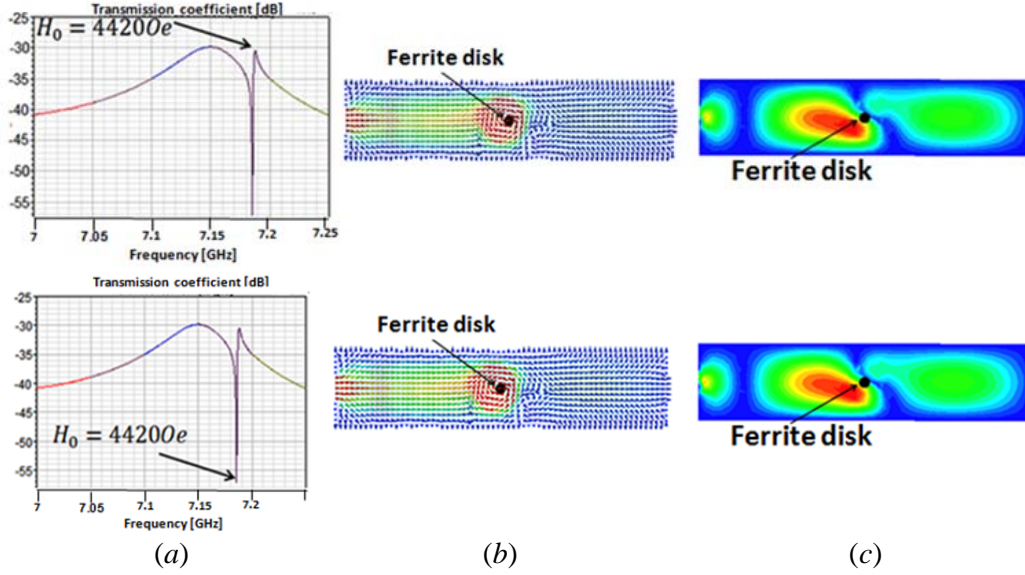 Transmission coefficient [dB]
-25
H₀ = 4420Oe
-30
-35
-40
-45
-50
-55
7 7.05 7.1 7.15 7.2 7.25
Frequency [GHz]
Ferrite disk
Ferrite disk
Transmission coefficient [dB]
-25
-30
-35
-40
-45
-50
-55
H₀ = 4420Oe
7 7.05 7.1 7.15 7.2
Frequency [GHz]
Ferrite disk
Ferrite disk
(a) (b) (c)